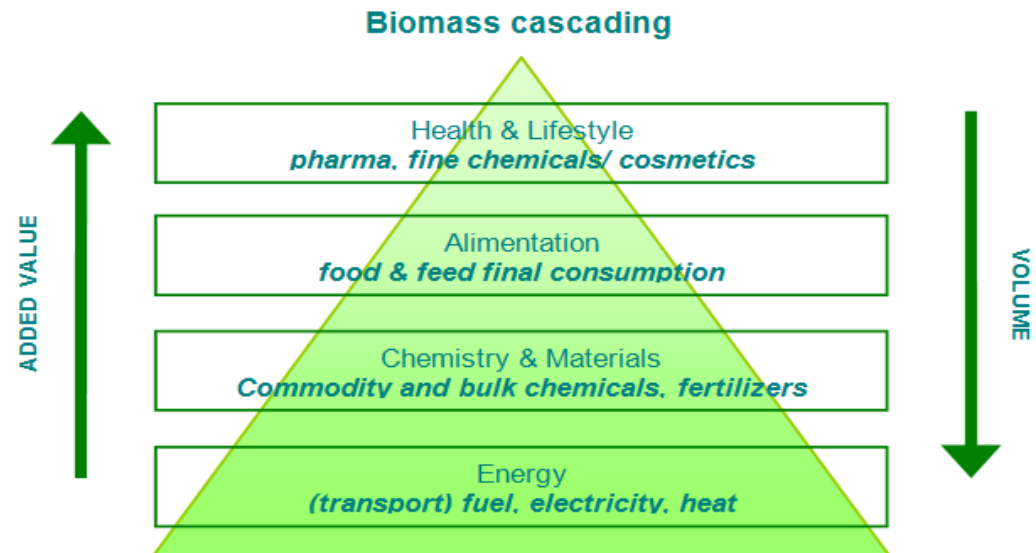 Biomass cascading
Health & Lifestyle
pharma, fine chemicals/ cosmetics
ADDED VALUE
Alimentation
food & feed final consumption
VOLUME
Chemistry & Materials
Commodity and bulk chemicals, fertilizers
Energy
(transport) fuel, electricity, heat